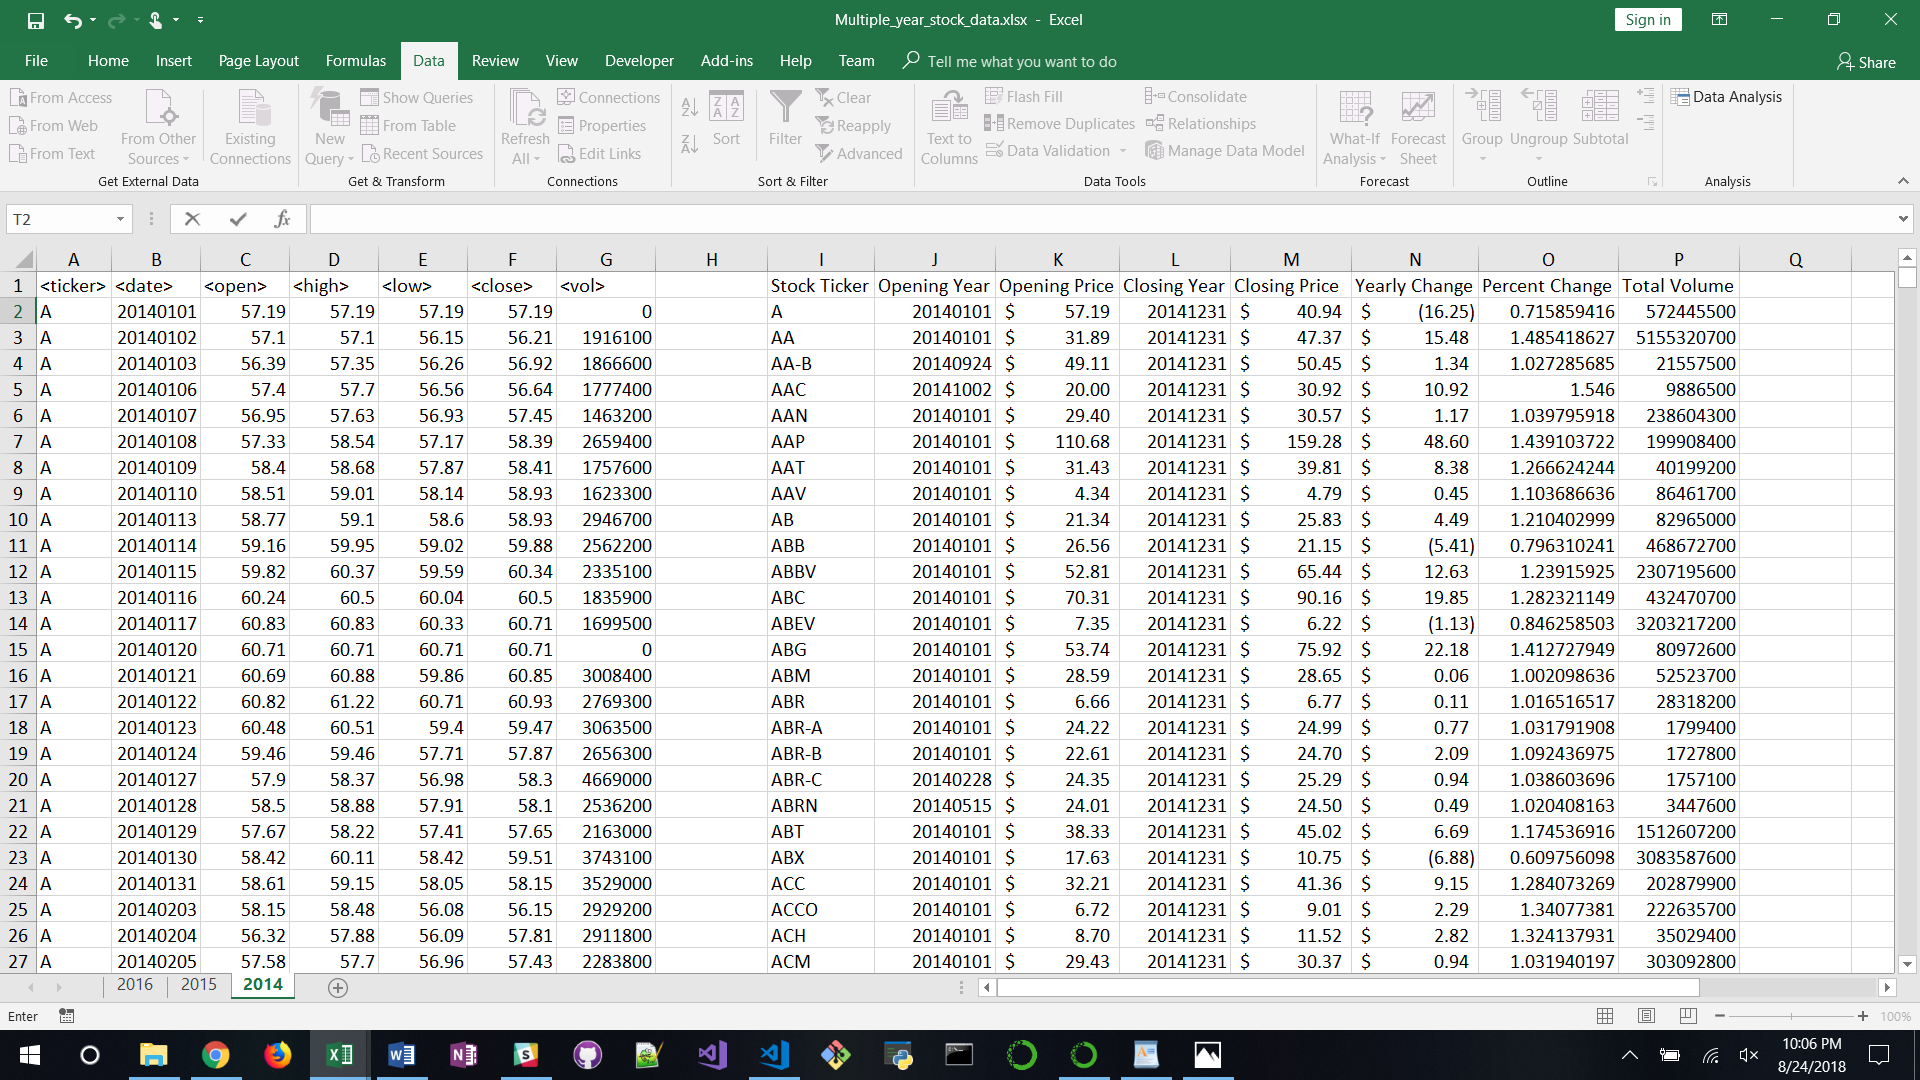 Multiple_year_stock_data.xlsx - Excel
Sign in
File Home Insert Page Layout Formulas Data Review View Developer Add-ins Help Team Tell me what you want to do Share
From Access
From Web
From Text
From Other Sources
Existing Connections
Get External Data
New Query
Show Queries
From Table
Recent Sources
Get & Transform
Refresh All
Connections
Properties
Edit Links
Connections
Sort
Filter
Clear
Reapply
Advanced
Sort & Filter
Text to Columns
Flash Fill
Remove Duplicates
Data Validation
Consolidate
Relationships
Manage Data Model
Data Tools
What-If Analysis
Forecast Sheet
Forecast
Group
Ungroup
Subtotal
Outline
Data Analysis
Analysis
T2
fx
A B C D E F G H I J K L M N O P Q
1 <ticker> <date> <open> <high> <low> <close> <vol> Stock Ticker Opening Year Opening Price Closing Year Closing Price Yearly Change Percent Change Total Volume
2 A 20140101 57.19 57.19 57.19 57.19 0 A 20140101 $ 57.19 20141231 $ 40.94 $ (16.25) 0.715859416 572445500
3 A 20140102 57.1 57.1 56.15 56.21 1916100 AA 20140101 $ 31.89 20141231 $ 47.37 $ 15.48 1.485418627 5155320700
4 A 20140103 56.39 57.35 56.26 56.92 1866600 AA-B 20140924 $ 49.11 20141231 $ 50.45 $ 1.34 1.027285685 21557500
5 A 20140106 57.4 57.7 56.56 56.64 1777400 AAC 20141002 $ 20.00 20141231 $ 30.92 $ 10.92 1.546 9886500
6 A 20140107 56.95 57.63 56.93 57.45 1463200 AAN 20140101 $ 29.40 20141231 $ 30.57 $ 1.17 1.039795918 238604300
7 A 20140108 57.33 58.54 57.17 58.39 2659400 AAP 20140101 $ 110.68 20141231 $ 159.28 $ 48.60 1.439103722 199908400
8 A 20140109 58.4 58.68 57.87 58.41 1757600 AAT 20140101 $ 31.43 20141231 $ 39.81 $ 8.38 1.266624244 40199200
9 A 20140110 58.51 59.01 58.14 58.93 1623300 AAV 20140101 $ 4.34 20141231 $ 4.79 $ 0.45 1.103686636 86461700
10 A 20140113 58.77 59.1 58.6 58.93 2946700 AB 20140101 $ 21.34 20141231 $ 25.83 $ 4.49 1.210402999 82965000
11 A 20140114 59.16 59.95 59.02 59.88 2562200 ABB 20140101 $ 26.56 20141231 $ 21.15 $ (5.41) 0.796310241 468672700
12 A 20140115 59.82 60.37 59.59 60.34 2335100 ABBV 20140101 $ 52.81 20141231 $ 65.44 $ 12.63 1.23915925 2307195600
13 A 20140116 60.24 60.5 60.04 60.5 1835900 ABC 20140101 $ 70.31 20141231 $ 90.16 $ 19.85 1.282321149 432470700
14 A 20140117 60.83 60.83 60.33 60.71 1699500 ABEV 20140101 $ 7.35 20141231 $ 6.22 $ (1.13) 0.846258503 3203217200
15 A 20140120 60.71 60.71 60.71 60.71 0 ABG 20140101 $ 53.74 20141231 $ 75.92 $ 22.18 1.412727949 80972600
16 A 20140121 60.69 60.88 59.86 60.85 3008400 ABM 20140101 $ 28.59 20141231 $ 28.65 $ 0.06 1.002098636 52523700
17 A 20140122 60.82 61.22 60.71 60.93 2769300 ABR 20140101 $ 6.66 20141231 $ 6.77 $ 0.11 1.016516517 28318200
18 A 20140123 60.48 60.51 59.4 59.47 3063500 ABR-A 20140101 $ 24.22 20141231 $ 24.99 $ 0.77 1.031791908 1799400
19 A 20140124 59.46 59.46 57.71 57.87 2656300 ABR-B 20140101 $ 22.61 20141231 $ 24.70 $ 2.09 1.092436975 1727800
20 A 20140127 57.9 58.37 56.98 58.3 4669000 ABR-C 20140228 $ 24.35 20141231 $ 25.29 $ 0.94 1.038603696 1757100
21 A 20140128 58.5 58.88 57.91 58.1 2536200 ABRN 20140515 $ 24.01 20141231 $ 24.50 $ 0.49 1.020408163 3447600
22 A 20140129 57.67 58.22 57.41 57.65 2163000 ABT 20140101 $ 38.33 20141231 $ 45.02 $ 6.69 1.174536916 1512607200
23 A 20140130 58.42 60.11 58.42 59.51 3743100 ABX 20140101 $ 17.63 20141231 $ 10.75 $ (6.88) 0.609756098 3083587600
24 A 20140131 58.61 59.15 58.05 58.15 3529000 ACC 20140101 $ 32.21 20141231 $ 41.36 $ 9.15 1.284073269 202879900
25 A 20140203 58.15 58.48 56.08 56.15 2929200 ACCO 20140101 $ 6.72 20141231 $ 9.01 $ 2.29 1.34077381 222635700
26 A 20140204 56.32 57.88 56.09 57.81 2911800 ACH 20140101 $ 8.70 20141231 $ 11.52 $ 2.82 1.324137931 35029400
27 A 20140205 57.58 57.7 56.96 57.43 2283800 ACM 20140101 $ 29.43 20141231 $ 30.37 $ 0.94 1.031940197 303092800
2016 2015 2014
Enter
100%
10:06 PM
8/24/2018